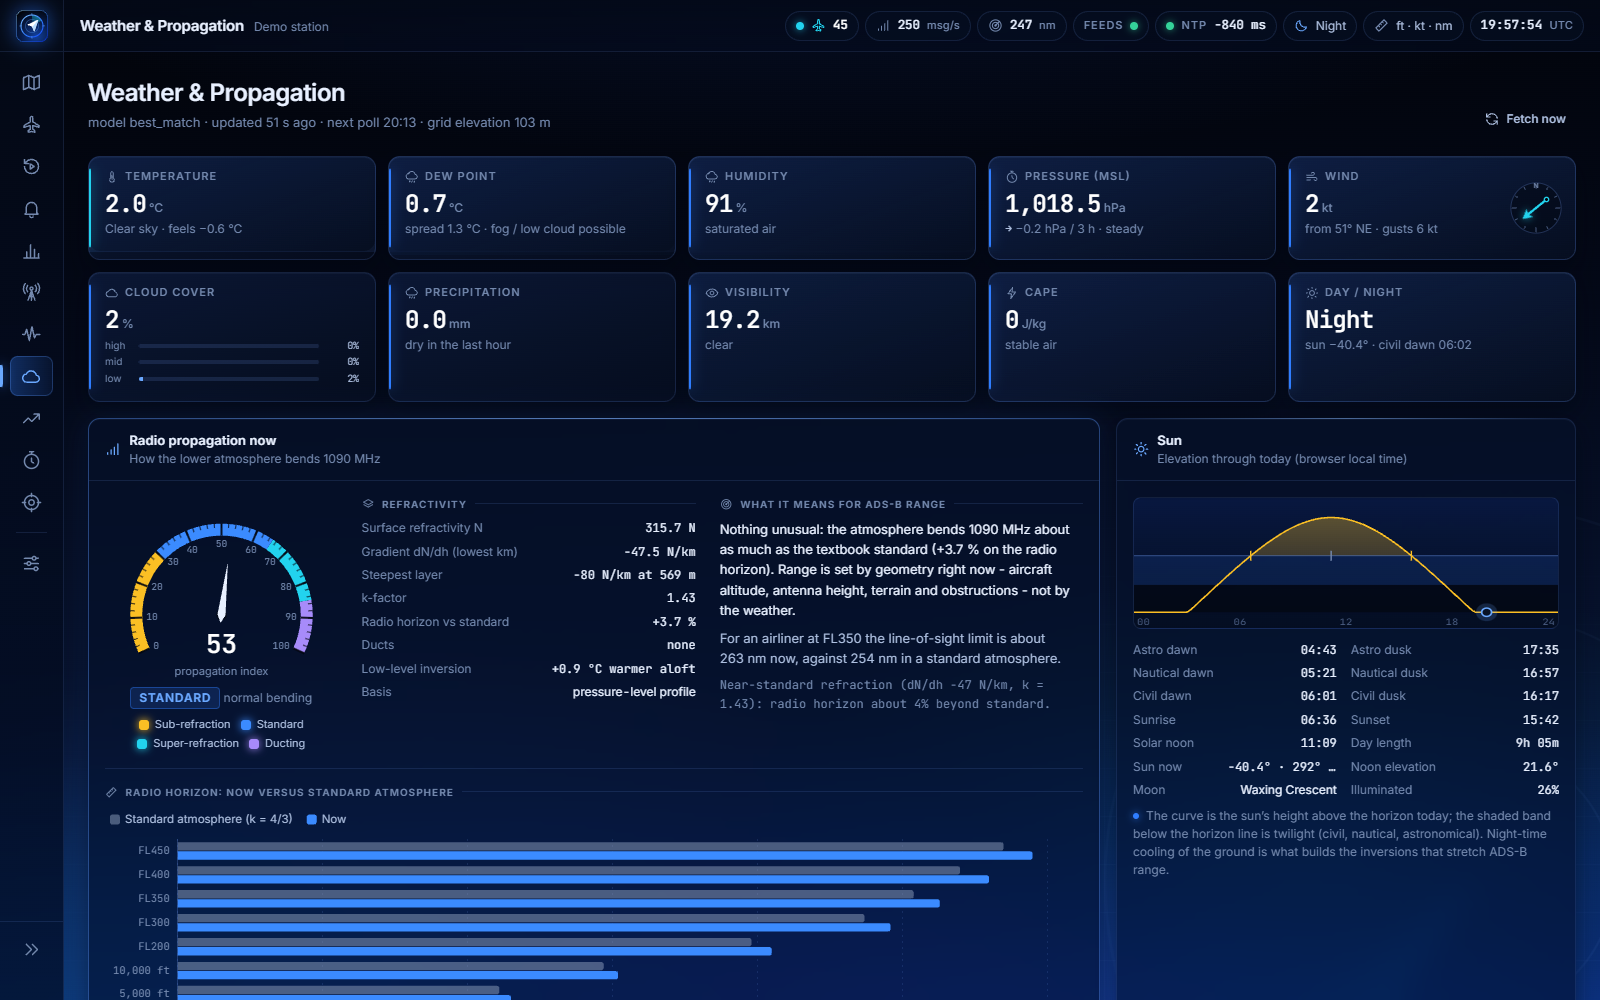 Weather & Propagation Demo station
45
250 msg/s
247 nm
FEEDS
NTP -840 ms
Night
ft · kt · nm
19:57:54 UTC
Weather & Propagation
model best_match · updated 51 s ago · next poll 20:13 · grid elevation 103 m
Fetch now
TEMPERATURE
2.0 °C
Clear sky · feels −0.6 °C
DEW POINT
0.7 °C
spread 1.3 °C · fog / low cloud possible
HUMIDITY
91 %
saturated air
PRESSURE (MSL)
1,018.5 hPa
→ −0.2 hPa / 3 h · steady
WIND
2 kt
from 51° NE · gusts 6 kt
N
CLOUD COVER
2 %
high 0%
mid 0%
low 2%
PRECIPITATION
0.0 mm
dry in the last hour
VISIBILITY
19.2 km
clear
CAPE
0 J/kg
stable air
DAY / NIGHT
Night
sun −40.4° · civil dawn 06:02
Radio propagation now
How the lower atmosphere bends 1090 MHz
0 10 20 30 40 50 60 70 80 90 100
53
propagation index
STANDARD normal bending
Sub-refraction Standard
Super-refraction Ducting
REFRACTIVITY
Surface refractivity N 315.7 N
Gradient dN/dh (lowest km) -47.5 N/km
Steepest layer -80 N/km at 569 m
k-factor 1.43
Radio horizon vs standard +3.7 %
Ducts none
Low-level inversion +0.9 °C warmer aloft
Basis pressure-level profile
WHAT IT MEANS FOR ADS-B RANGE
Nothing unusual: the atmosphere bends 1090 MHz about
as much as the textbook standard (+3.7 % on the radio
horizon). Range is set by geometry right now - aircraft
altitude, antenna height, terrain and obstructions - not by
the weather.
For an airliner at FL350 the line-of-sight limit is about
263 nm now, against 254 nm in a standard atmosphere.
Near-standard refraction (dN/dh -47 N/km, k =
1.43): radio horizon about 4% beyond standard.
RADIO HORIZON: NOW VERSUS STANDARD ATMOSPHERE
Standard atmosphere (k = 4/3) Now
FL450
FL400
FL350
FL300
FL200
10,000 ft
5,000 ft
Sun
Elevation through today (browser local time)
00 06 12 18 24
Astro dawn 04:43 Astro dusk 17:35
Nautical dawn 05:21 Nautical dusk 16:57
Civil dawn 06:01 Civil dusk 16:17
Sunrise 06:36 Sunset 15:42
Solar noon 11:09 Day length 9h 05m
Sun now -40.4° · 292° … Noon elevation 21.6°
Moon Waxing Crescent Illuminated 26%
The curve is the sun's height above the horizon today; the shaded band
below the horizon line is twilight (civil, nautical, astronomical). Night-time
cooling of the ground is what builds the inversions that stretch ADS-B
range.